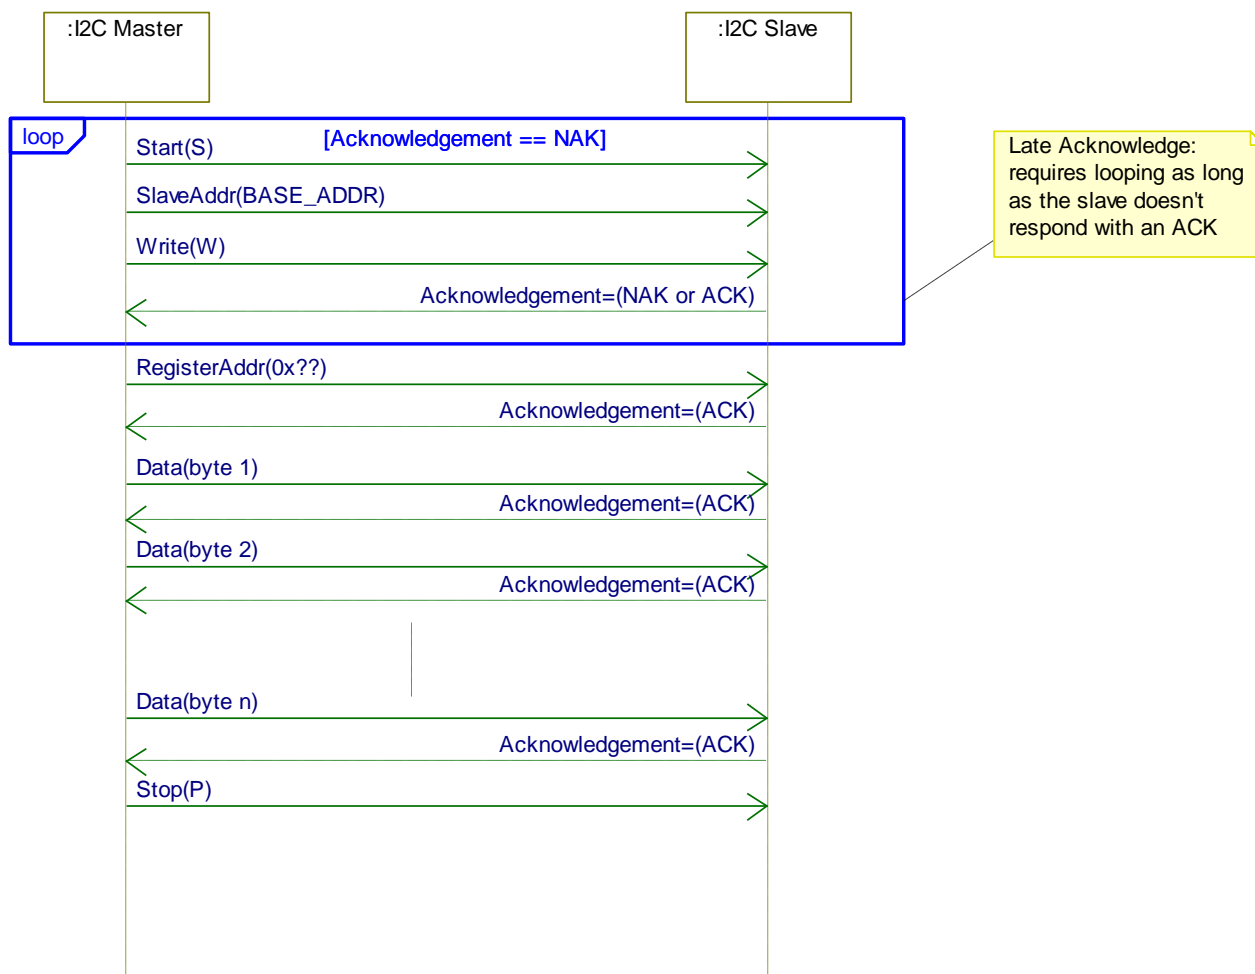 :I2C Master
:I2C Slave
loop
[Acknowledgement == NAK]
Start(S)
SlaveAddr(BASE_ADDR)
Write(W)
Acknowledgement=(NAK or ACK)
Late Acknowledge:
requires looping as long
as the slave doesn't
respond with an ACK
RegisterAddr(0x??)
Acknowledgement=(ACK)
Data(byte 1)
Acknowledgement=(ACK)
Data(byte 2)
Acknowledgement=(ACK)
Data(byte n)
Acknowledgement=(ACK)
Stop(P)